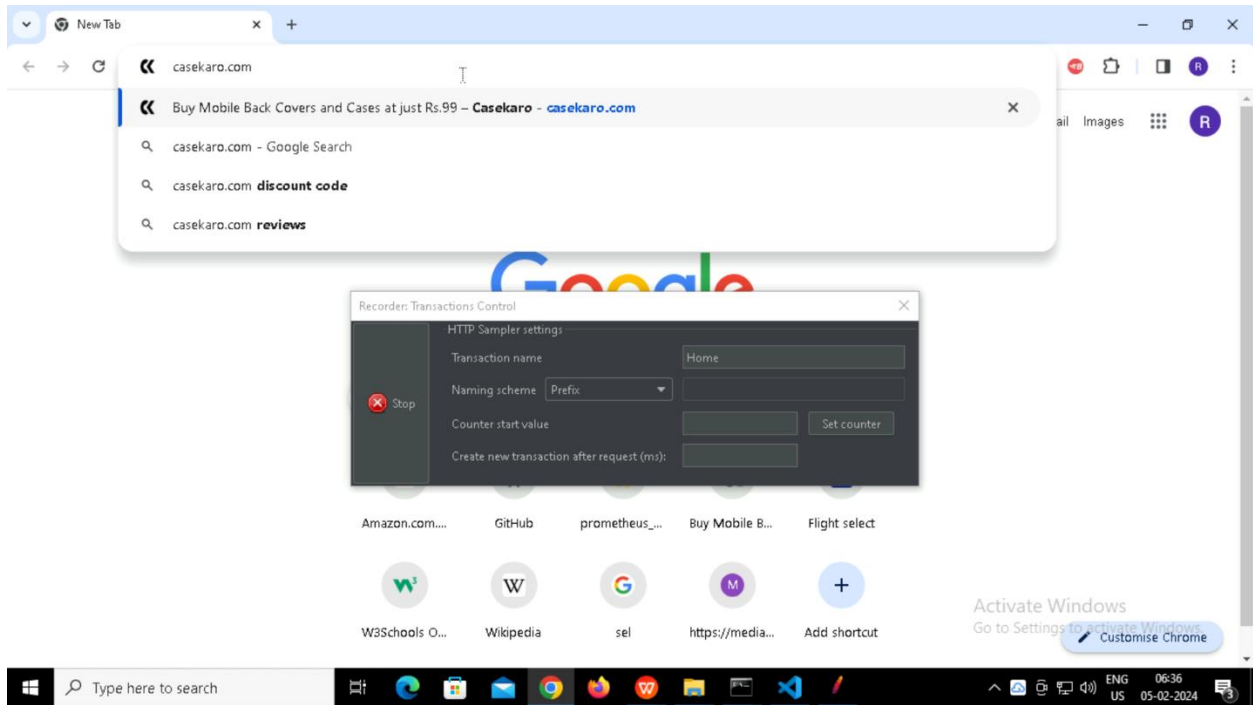 New Tab
casekaro.com
Buy Mobile Back Covers and Cases at just Rs.99 – Casekaro - casekaro.com
casekaro.com - Google Search
casekaro.com discount code
casekaro.com reviews
ail Images
R
R
Google
Recorder: Transactions Control
HTTP Sampler settings
Transaction name Home
Naming scheme Prefix
Stop
Counter start value Set counter
Create new transaction after request (ms):
Amazon.com.... GitHub prometheus_... Buy Mobile B... Flight select
W3 W M
W3Schools O... Wikipedia sel https://media... Add shortcut
Activate Windows
Go to Settings to activate Windows.
Customise Chrome
Type here to search
ENG 06:36
US 05-02-2024
3